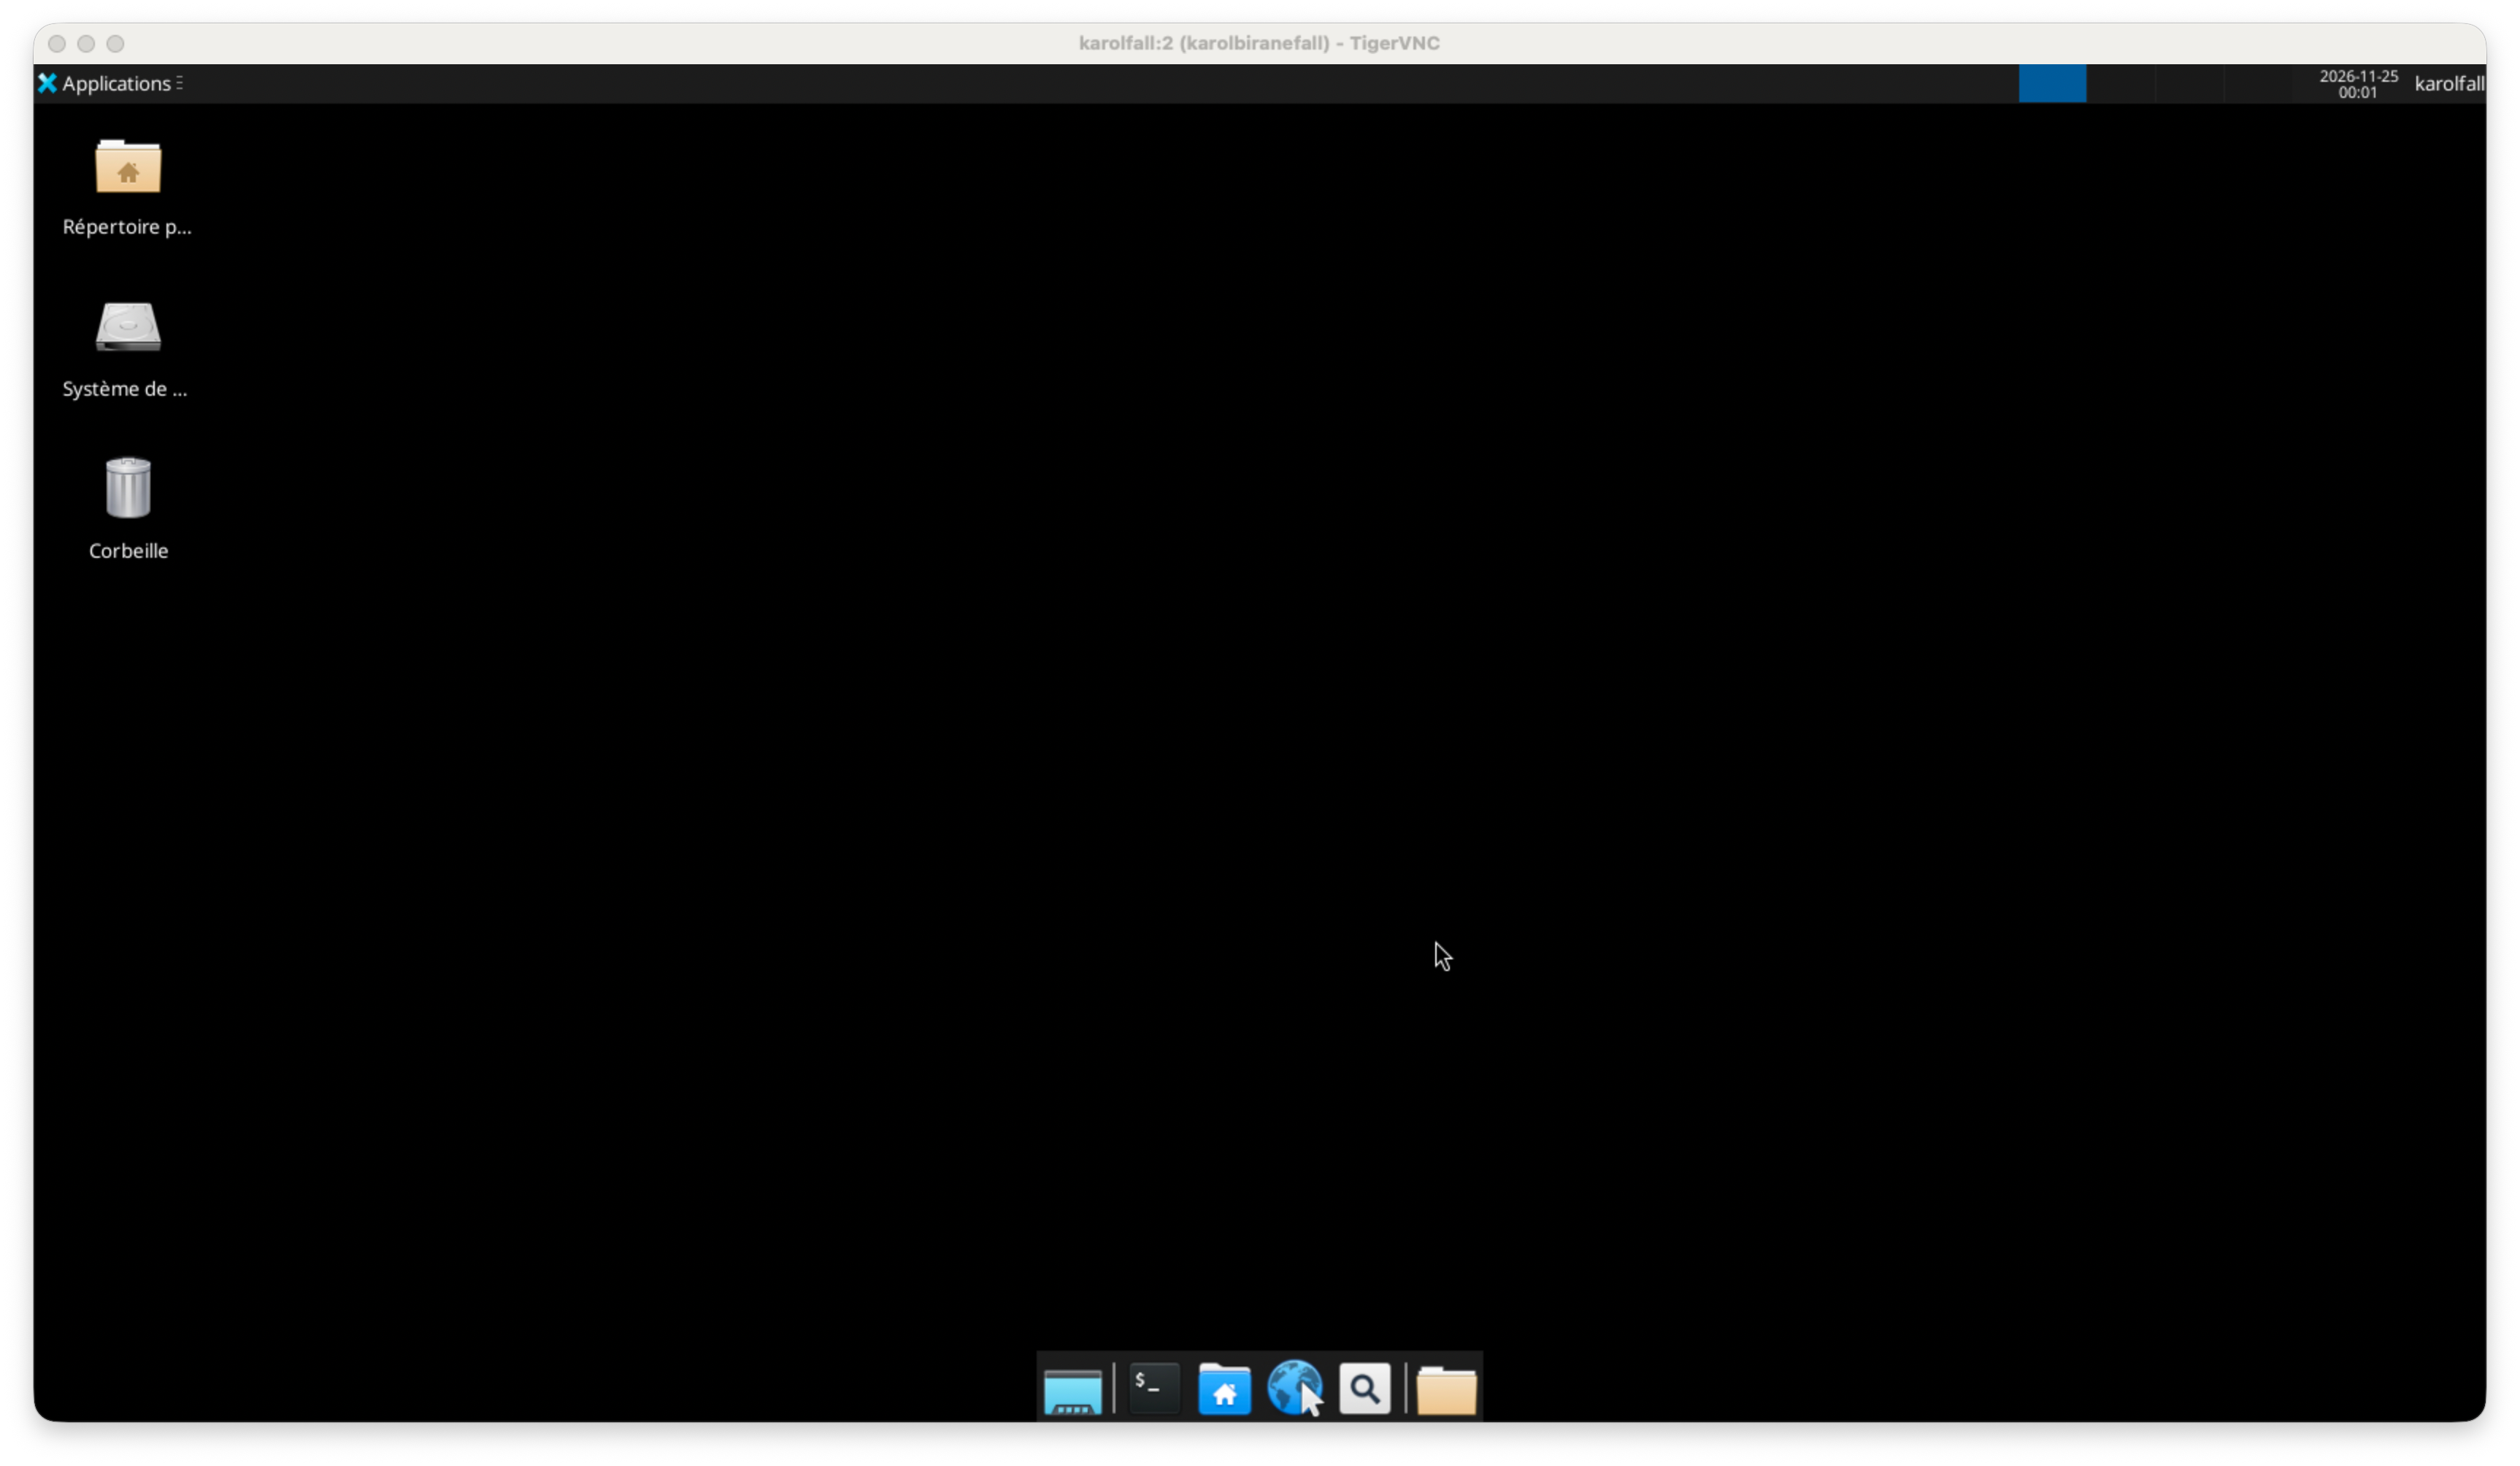 karolfall:2 (karolbiranefall) - TigerVNC
Applications
2026-11-25
00:01
karolfall
Répertoire p...
Système de ...
Corbeille
$_